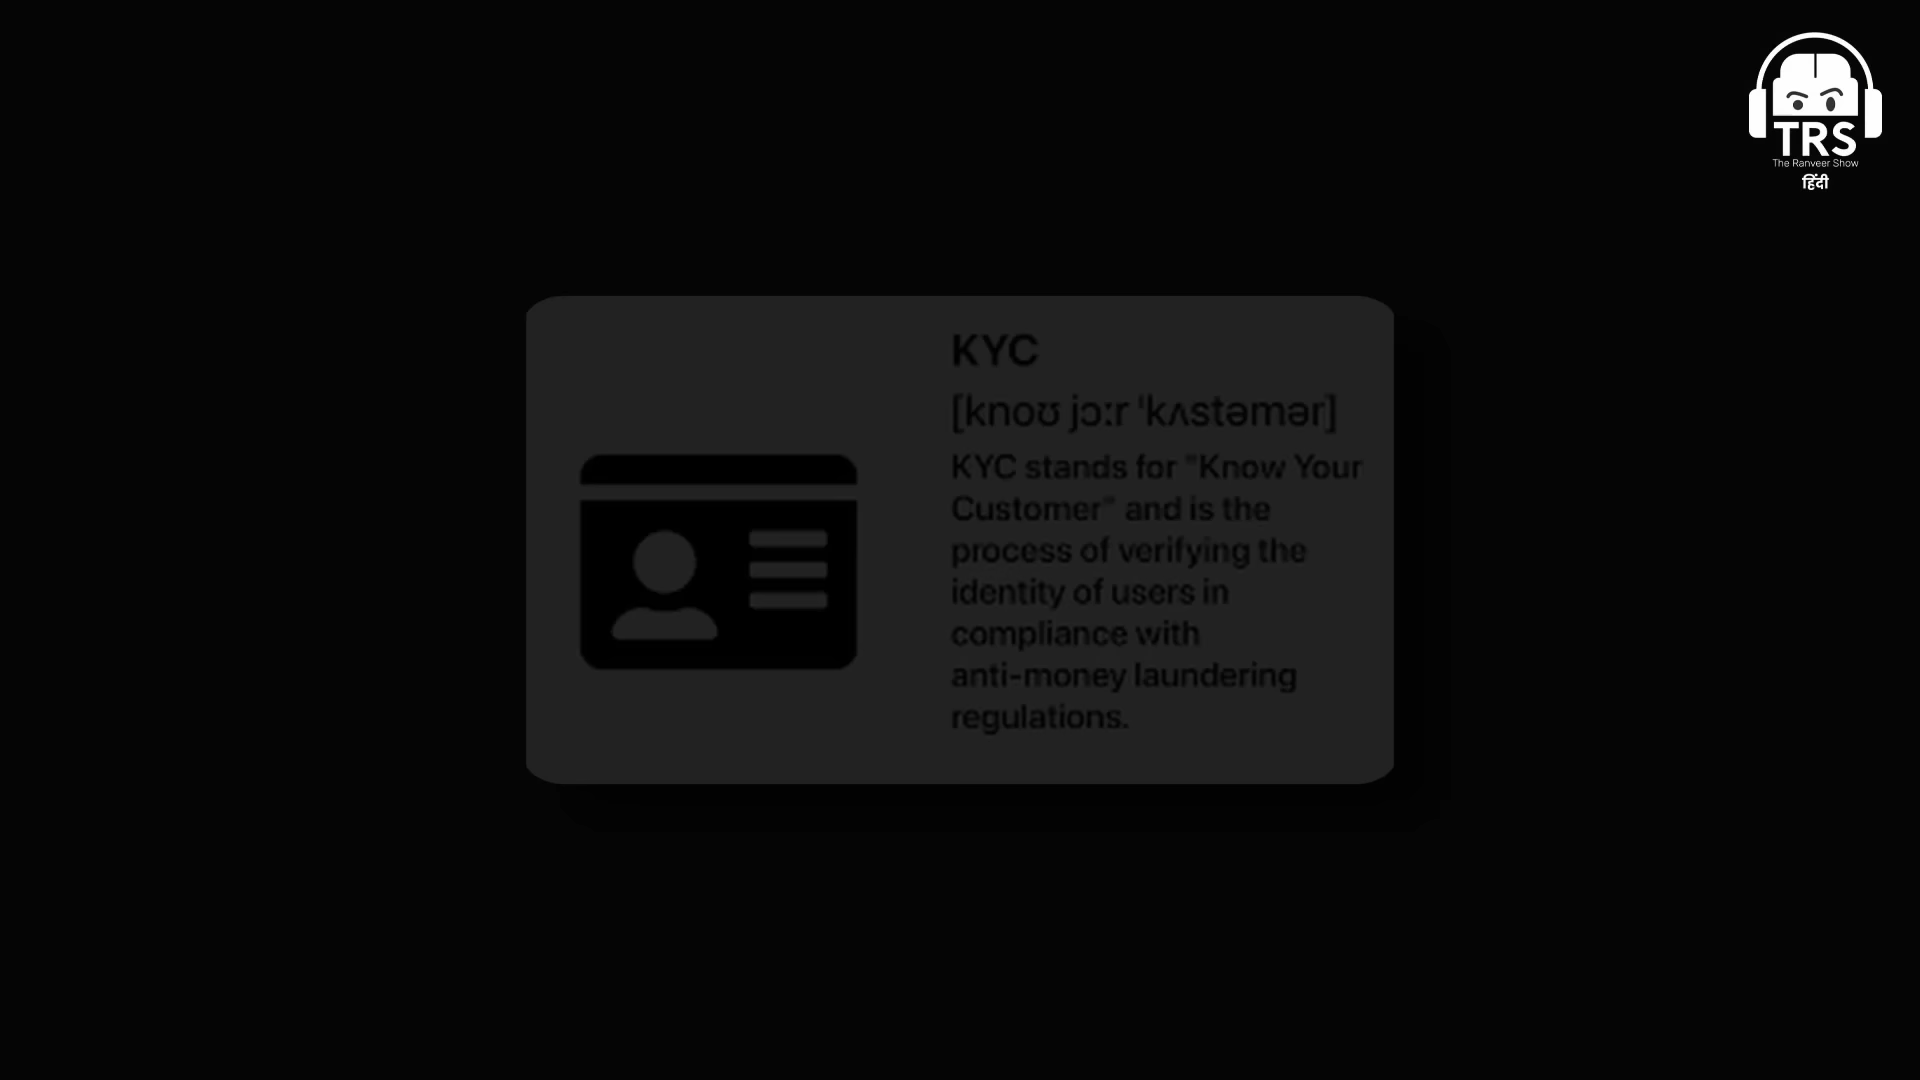 TRS
The Ranveer Show
हिंदी
KYC
[knoʊ jɔːr ˈkʌstəmər]
KYC stands for "Know Your
Customer" and is the
process of verifying the
identity of users in
compliance with
anti-money laundering
regulations.